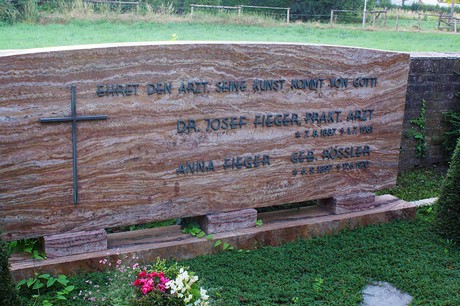 EHRET DEN ARZT, SEINE KUNST KOMMT VON GOTT!
DR. JOSEF FIEGER, PRAKT. ARZT
ANNA FIEGER GEB. RÖSSLER